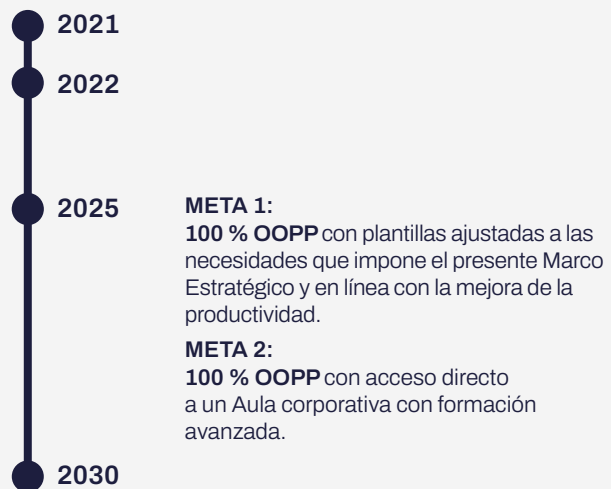 2021
2022
2025
META 1:
100 % OOPP con plantillas ajustadas a las
necesidades que impone el presente Marco
Estratégico y en línea con la mejora de la
productividad.
META 2:
100 % OOPP con acceso directo
a un Aula corporativa con formación
avanzada.
2030